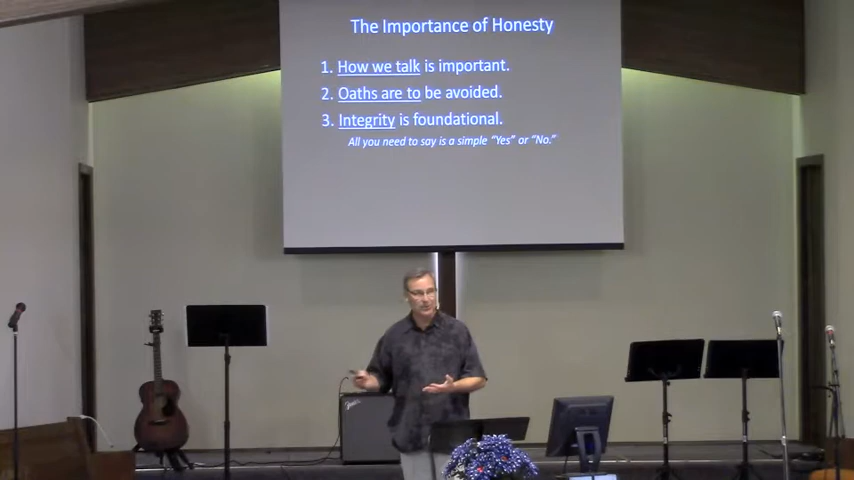 The Importance of Honesty
1. How we talk is important.
2. Oaths are to be avoided.
3. Integrity is foundational.
All you need to say is a simple “Yes” or “No.”
Fender